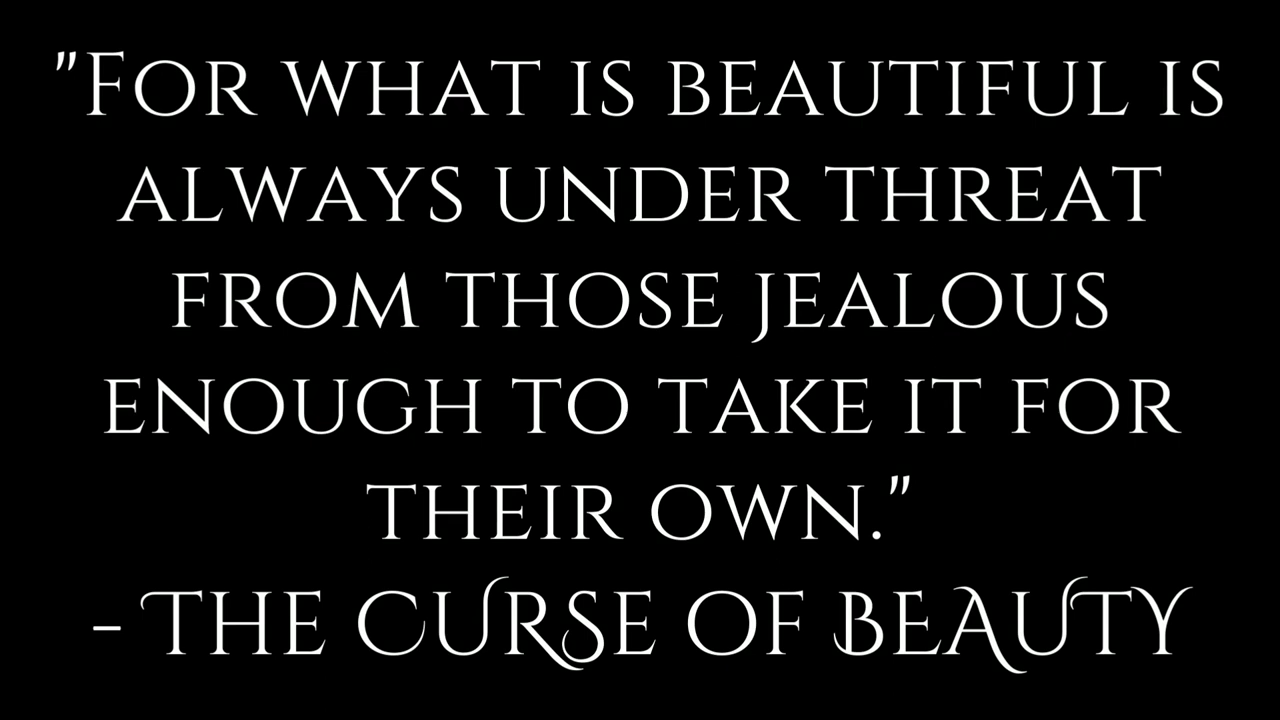 "For what is beautiful is
always under threat
from those jealous
enough to take it for
their own."
- The Curse of Beauty